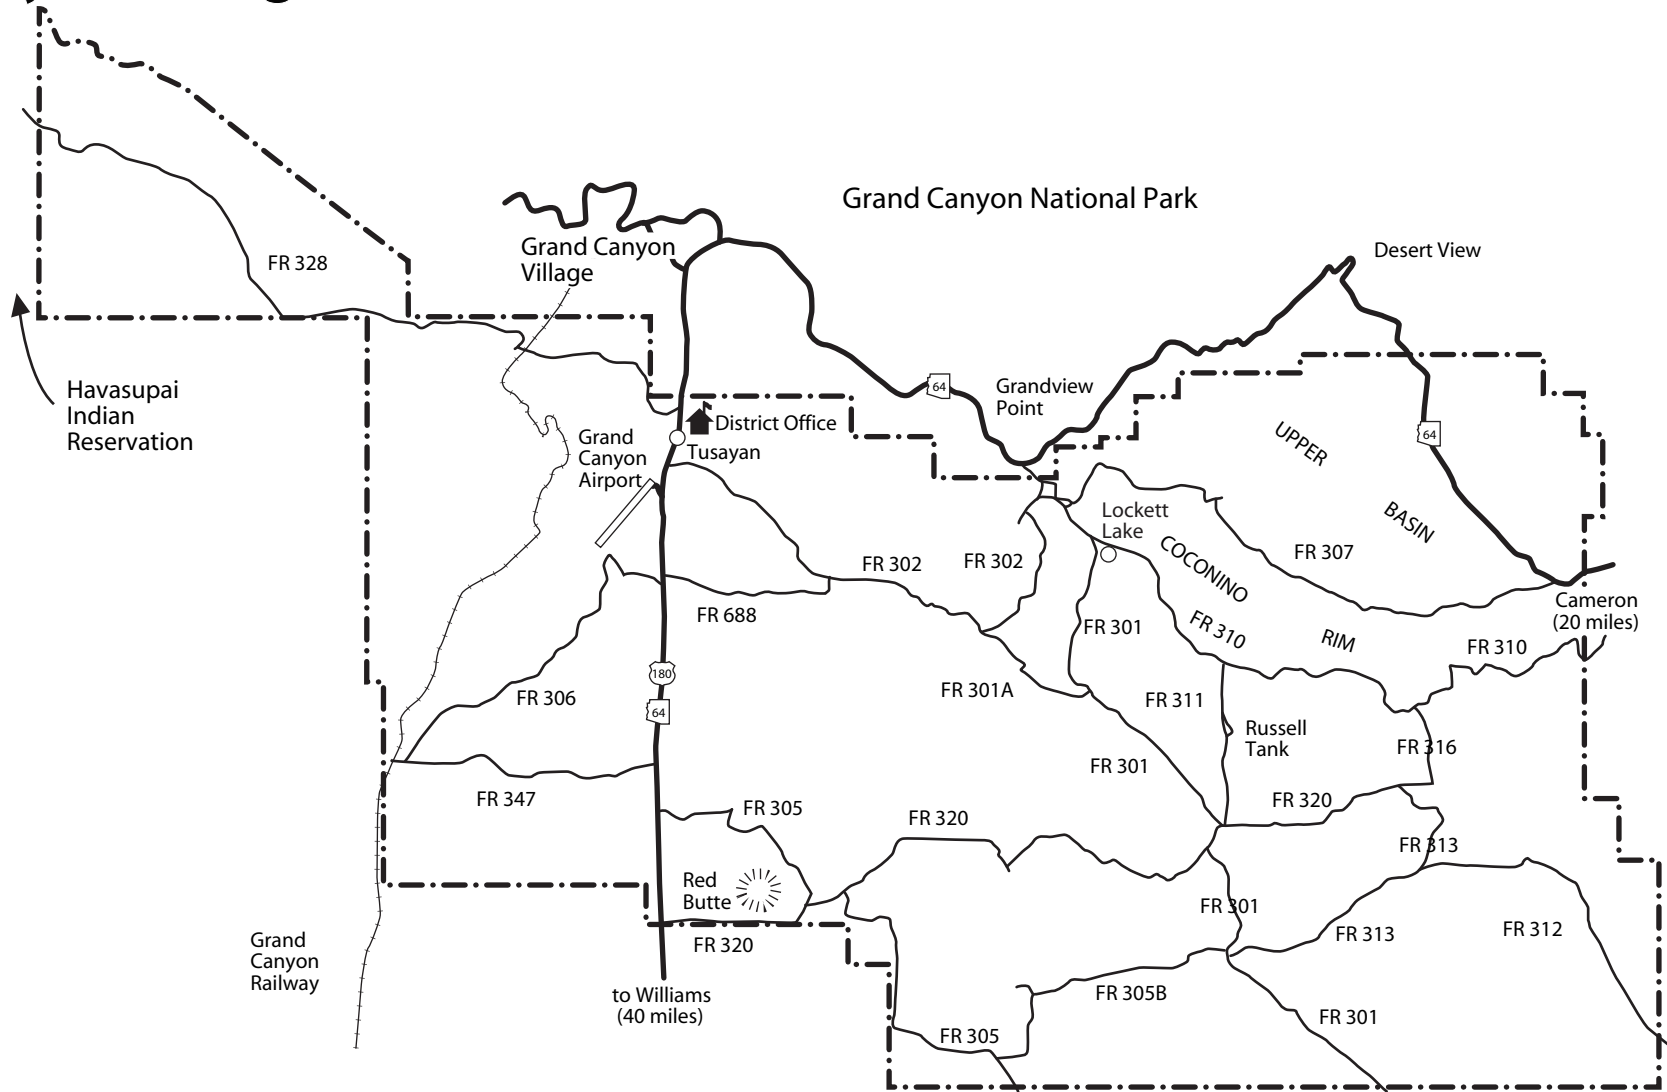 Grand Canyon National Park
Desert View
Grand Canyon
Village
FR 328
Havasupai
Indian
Reservation
64
Grandview
Point
District Office
Tusayan
Grand
Canyon
Airport
UPPER
BASIN
64
Lockett
Lake
COCONINO
RIM
FR 302
FR 302
FR 307
Cameron
(20 miles)
FR 688
FR 301
FR 310
FR 310
180
64
FR 306
FR 301A
FR 311
Russell
Tank
FR 316
FR 301
FR 347
FR 305
FR 320
FR 320
FR 313
Red
Butte
FR 301
FR 313
FR 312
FR 320
Grand
Canyon
Railway
to Williams
(40 miles)
FR 305B
FR 301
FR 305